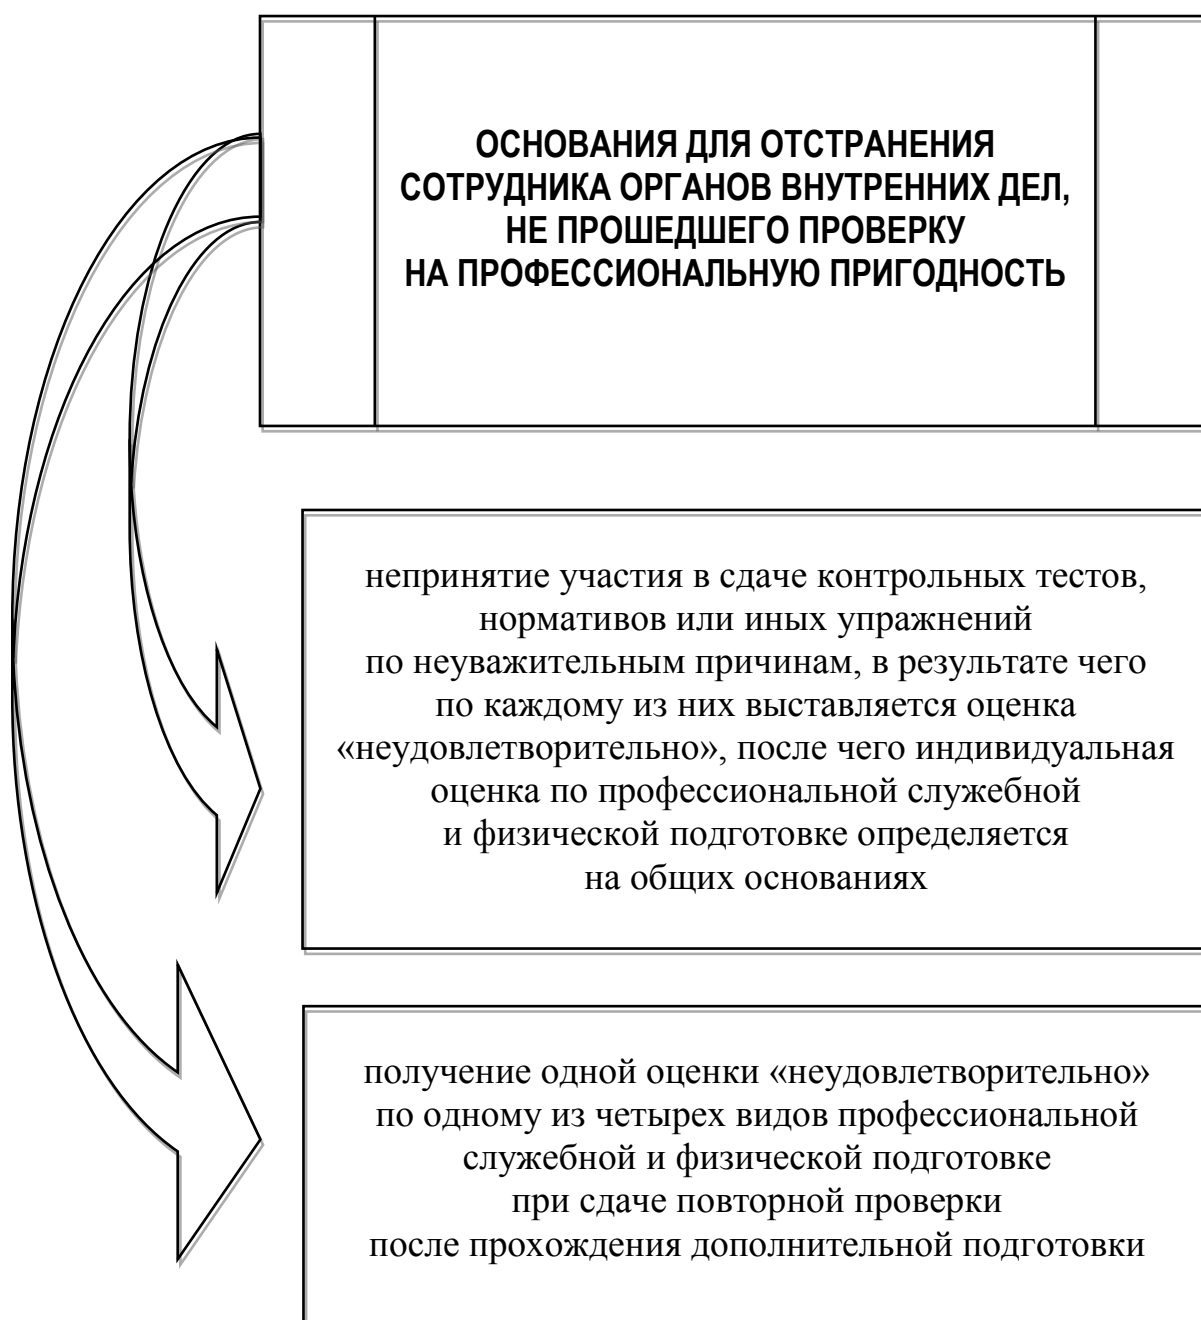 ОСНОВАНИЯ ДЛЯ ОТСТРАНЕНИЯ
СОТРУДНИКА ОРГАНОВ ВНУТРЕННИХ ДЕЛ,
НЕ ПРОШЕДШЕГО ПРОВЕРКУ
НА ПРОФЕССИОНАЛЬНУЮ ПРИГОДНОСТЬ
непринятие участия в сдаче контрольных тестов,
нормативов или иных упражнений
по неуважительным причинам, в результате чего
по каждому из них выставляется оценка
«неудовлетворительно», после чего индивидуальная
оценка по профессиональной служебной
и физической подготовке определяется
на общих основаниях
получение одной оценки «неудовлетворительно»
по одному из четырех видов профессиональной
служебной и физической подготовке
при сдаче повторной проверки
после прохождения дополнительной подготовки